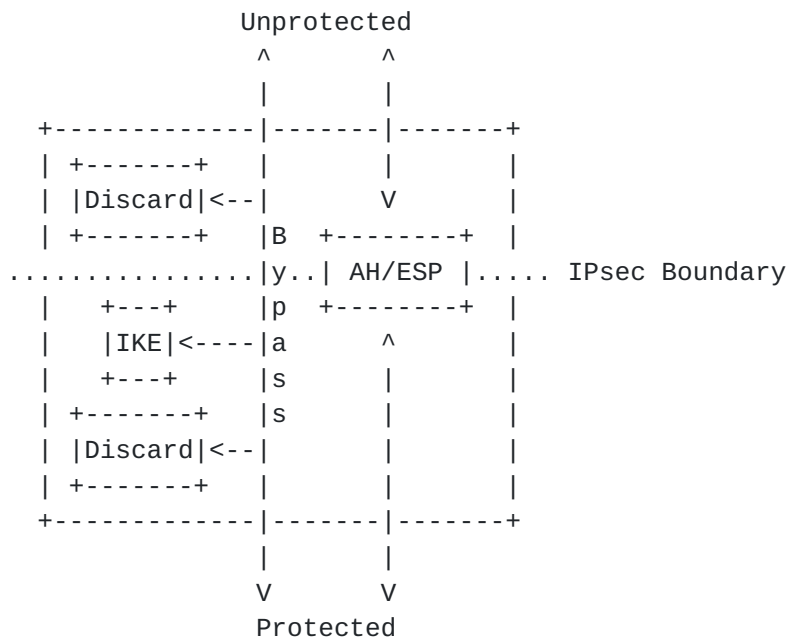 Unprotected
^       ^
|       |
+-------------|-------|-------+
| +-------+   |       |       |
| |Discard|<--|       V       |
| +-------+   |B  +--------+  |
................|y..| AH/ESP |..... IPsec Boundary
|   +---+     |p  +--------+  |
|   |IKE|<----|a      ^       |
|   +---+     |s      |       |
| +-------+   |s      |       |
| |Discard|<--|       |       |
| +-------+   |       |       |
+-------------|-------|-------+
|       |
V       V
Protected